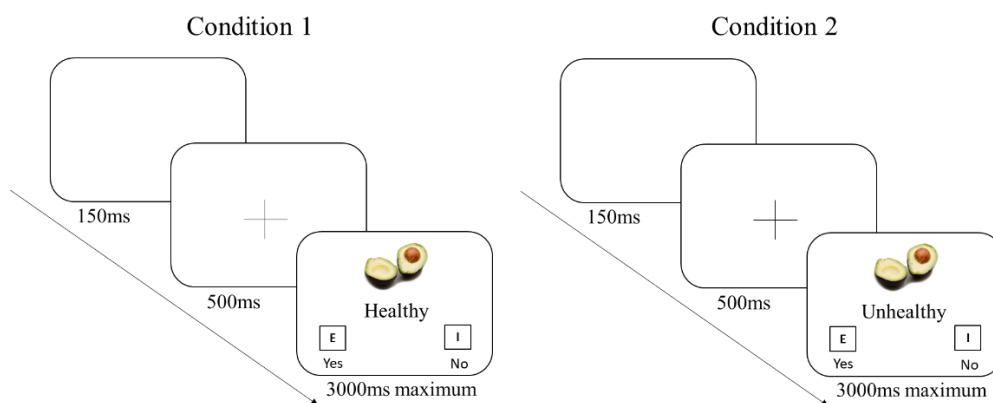 Condition 1
150ms
500ms
Healthy
E I
Yes No
3000ms maximum
Condition 2
150ms
500ms
Unhealthy
E I
Yes No
3000ms maximum